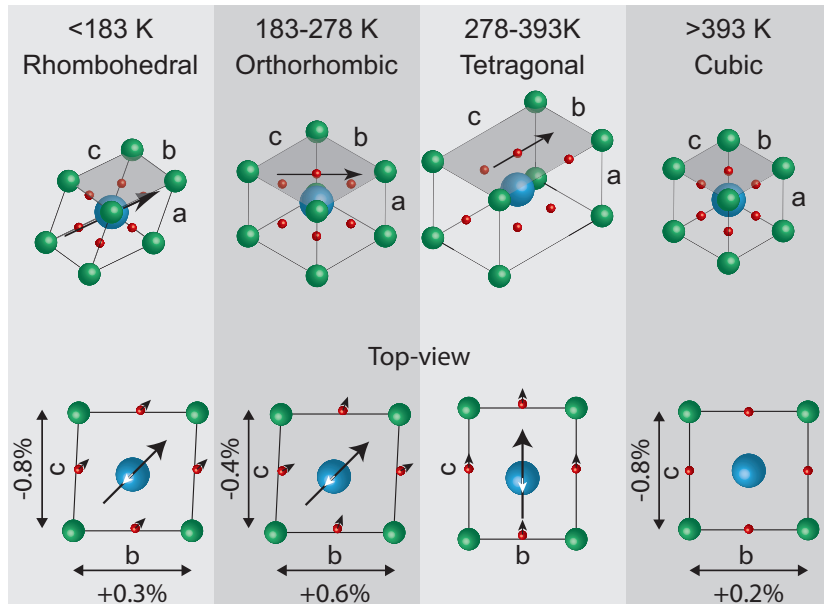 <183 K
Rhombohedral
183-278 K
Orthorhombic
278-393K
Tetragonal
>393 K
Cubic
c
b
a
c
b
a
c
b
a
c
b
a
Top-view
-0.8%
c
b
+0.3%
-0.4%
c
b
+0.6%
c
b
-0.8%
c
b
+0.2%